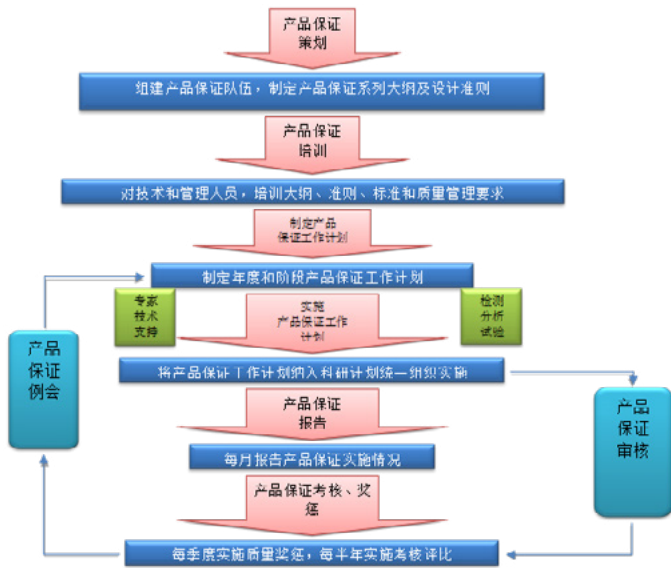 产品保证
策划
组建产品保证队伍，制定产品保证系列大纲及设计准则
产品保证
培训
对技术和管理人员，培训大纲、准则、标准和质量管理要求
制定产品
保证工作计划
制定年度和阶段产品保证工作计划
专家
技术
支持
实施
产品保证工作
计划
检测
分析
试验
产品
保证
例会
将产品保证工作计划纳入科研计划统一组织实施
产品保证
报告
产品
保证
审核
每月报告产品保证实施情况
产品保证考核、奖
惩
每季度实施质量奖惩，每半年实施考核评比